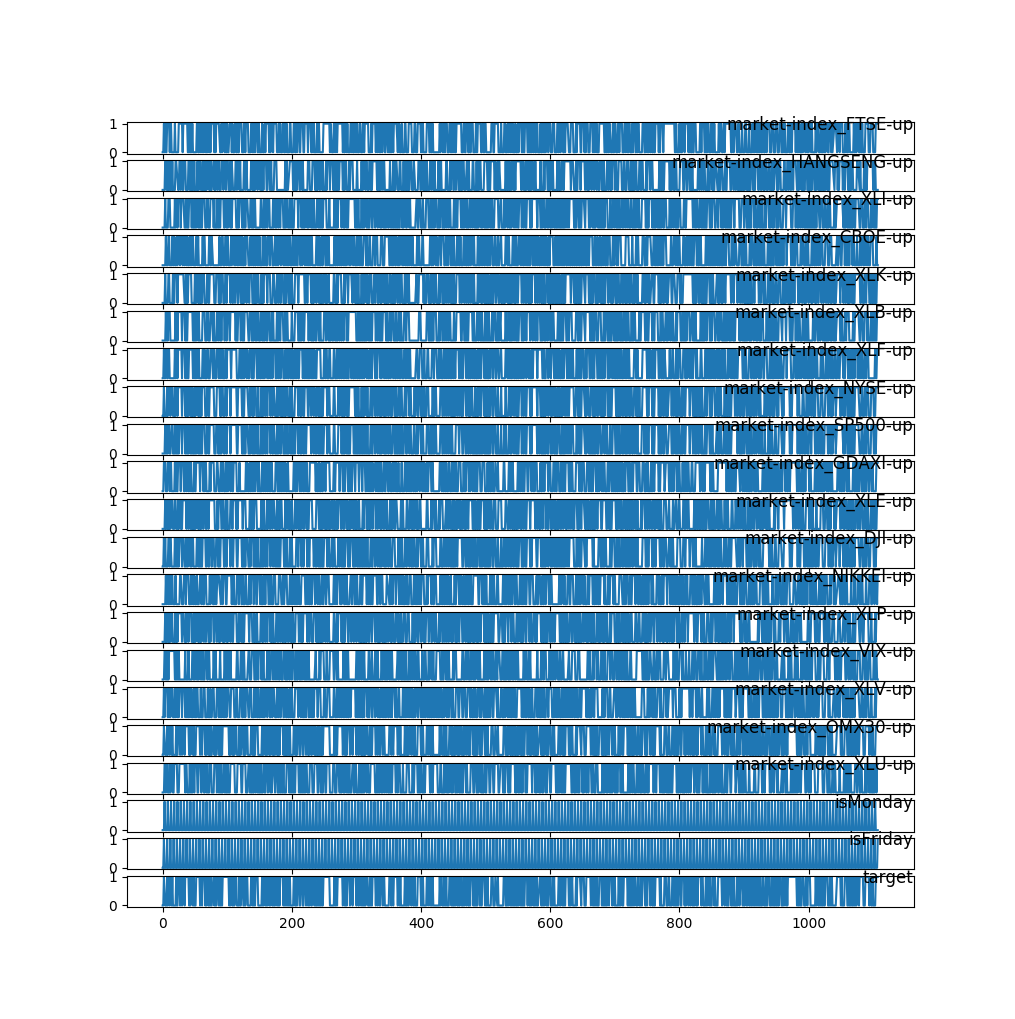 1
market-index_FTSE-up
0
1
market-index_HANGSENG-up
0
1
market-index_XLI-up
0
1
market-index_CBOE-up
0
1
market-index_XLK-up
0
1
market-index_XLB-up
0
1
market-index_XLF-up
0
1
market-index_NYSE-up
0
1
market-index_SP500-up
0
1
market-index_GDAXI-up
0
1
market-index_XLE-up
0
1
market-index_DJI-up
0
1
market-index_NIKKEI-up
0
1
market-index_XLP-up
0
1
market-index_VIX-up
0
1
market-index_XLV-up
0
1
market-index_OMX30-up
0
1
market-index_XLU-up
0
1
isMonday
0
1
isFriday
0
1
target
0
0 200 400 600 800 1000